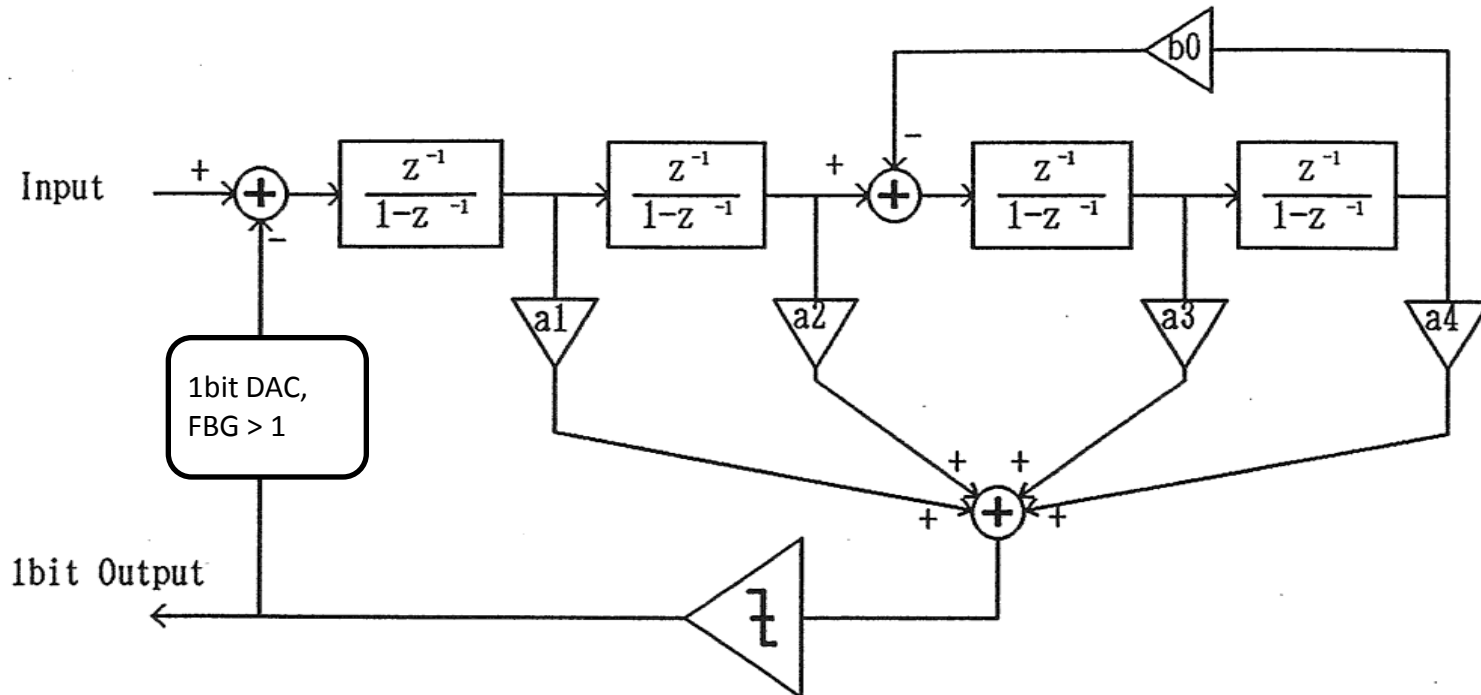 b0
Input
+
+
-
z⁻¹
1-z⁻¹
z⁻¹
1-z⁻¹
+
-
+
z⁻¹
1-z⁻¹
z⁻¹
1-z⁻¹
a1
a2
a3
a4
1bit DAC,
FBG > 1
+
+
+
+
+
1bit Output